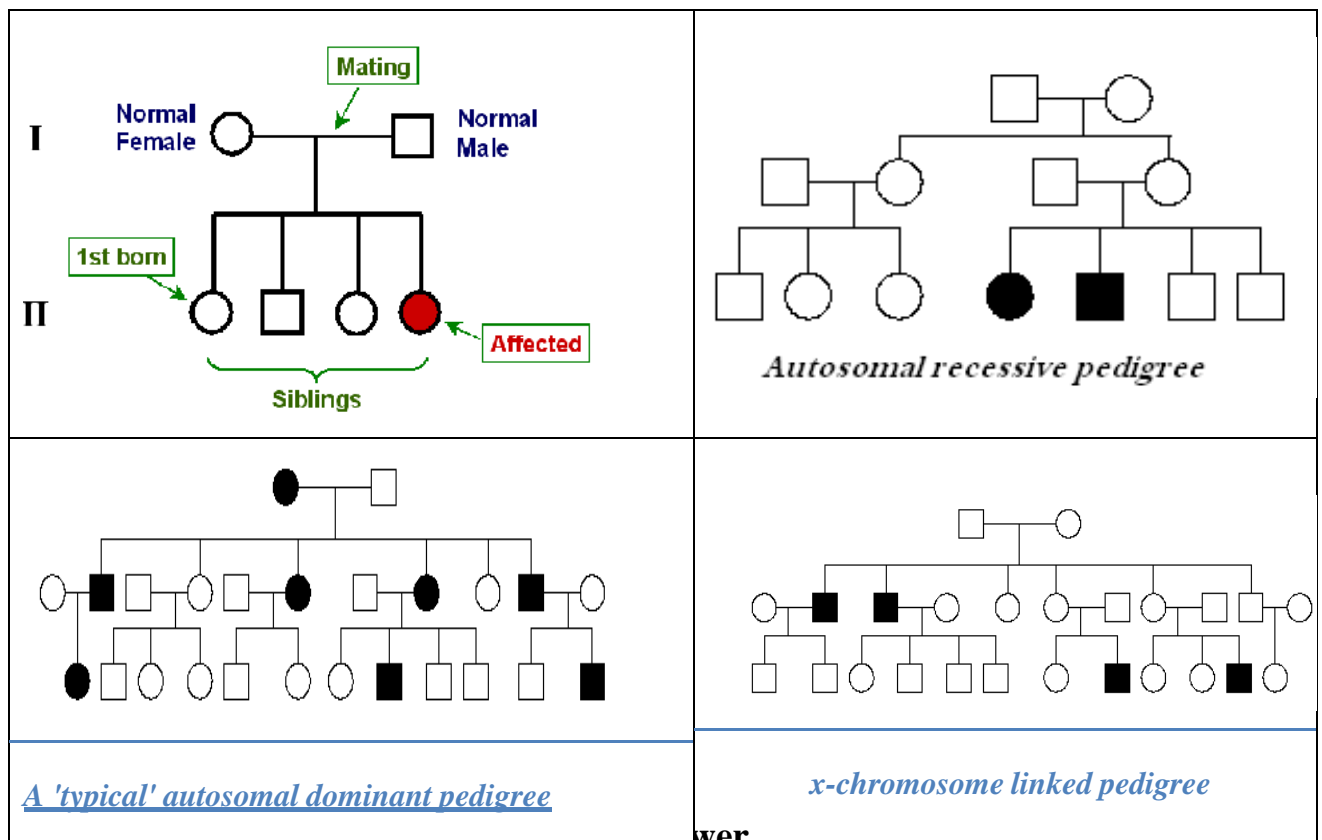 Mating
Normal
Female
Normal
Male
I
1st born
II
Affected
Siblings
Autosomal recessive pedigree
A 'typical' autosomal dominant pedigree
x-chromosome linked pedigree